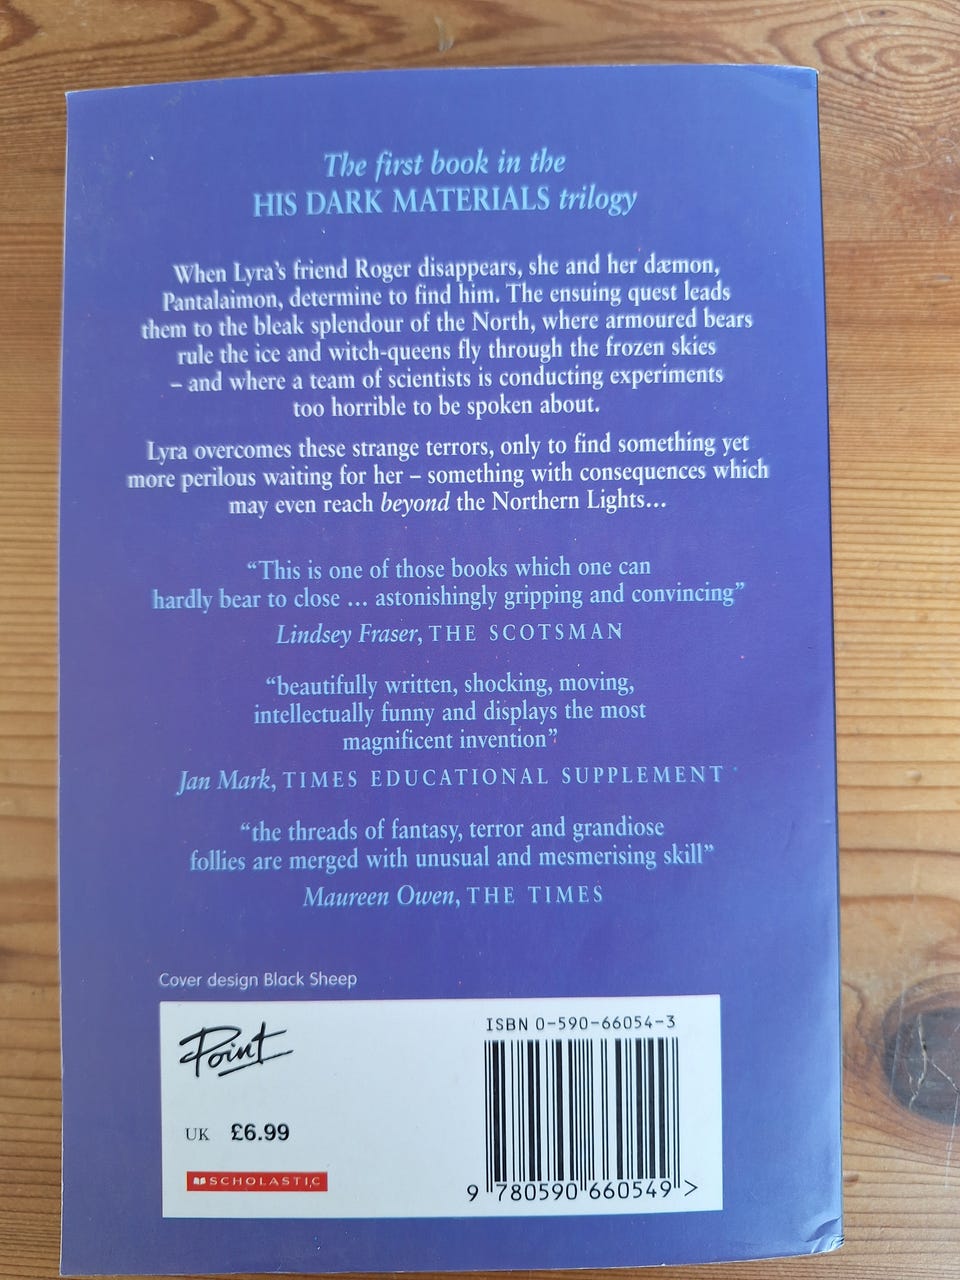 The first book in the
HIS DARK MATERIALS trilogy
When Lyra's friend Roger disappears, she and her dæmon,
Pantalaimon, determine to find him. The ensuing quest leads
them to the bleak splendour of the North, where armoured bears
rule the ice and witch-queens fly through the frozen skies
– and where a team of scientists is conducting experiments
too horrible to be spoken about.
Lyra overcomes these strange terrors, only to find something yet
more perilous waiting for her – something with consequences which
may even reach beyond the Northern Lights...
“This is one of those books which one can
hardly bear to close ... astonishingly gripping and convincing”
Lindsey Fraser, THE SCOTSMAN
“beautifully written, shocking, moving,
intellectually funny and displays the most
magnificent invention”
Jan Mark, TIMES EDUCATIONAL SUPPLEMENT
“the threads of fantasy, terror and grandiose
follies are merged with unusual and mesmerising skill”
Maureen Owen, THE TIMES
Cover design Black Sheep
Point
UK £6.99
SCHOLASTIC
ISBN 0-590-66054-3
9 780590 660549 >